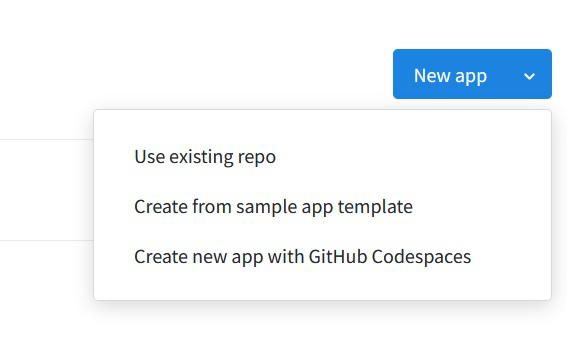 New app
Use existing repo
Create from sample app template
Create new app with GitHub Codespaces